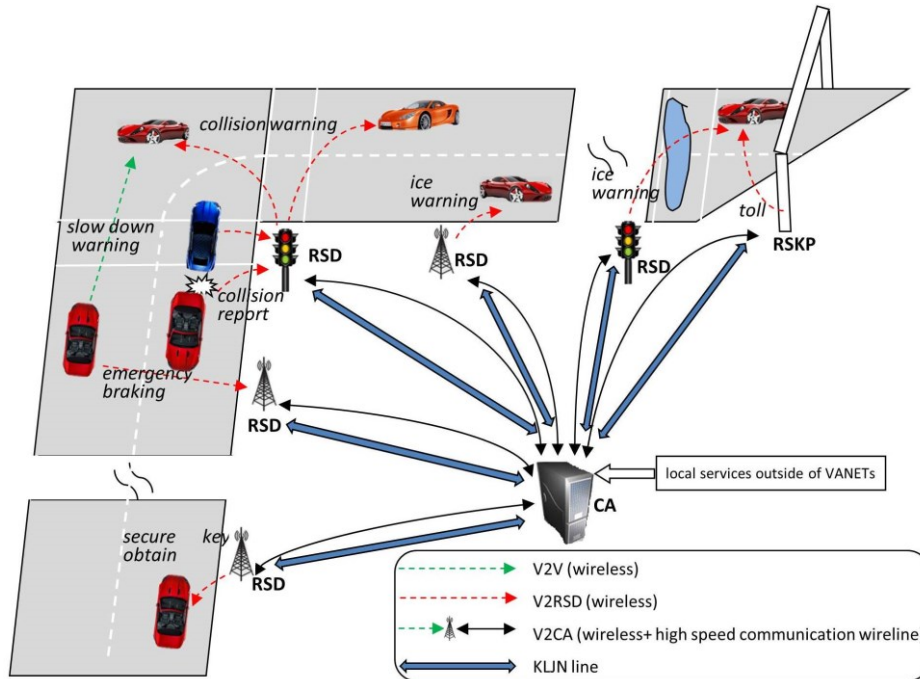 collision warning
ice
warning
ice
warning
toll
slow down
warning
RSD
RSD
RSD
RSKP
collision
report
emergency
braking
RSD
local services outside of VANETs
CA
secure key
obtain
RSD
V2V (wireless)
V2RSD (wireless)
V2CA (wireless+ high speed communication wireline
KLJN line